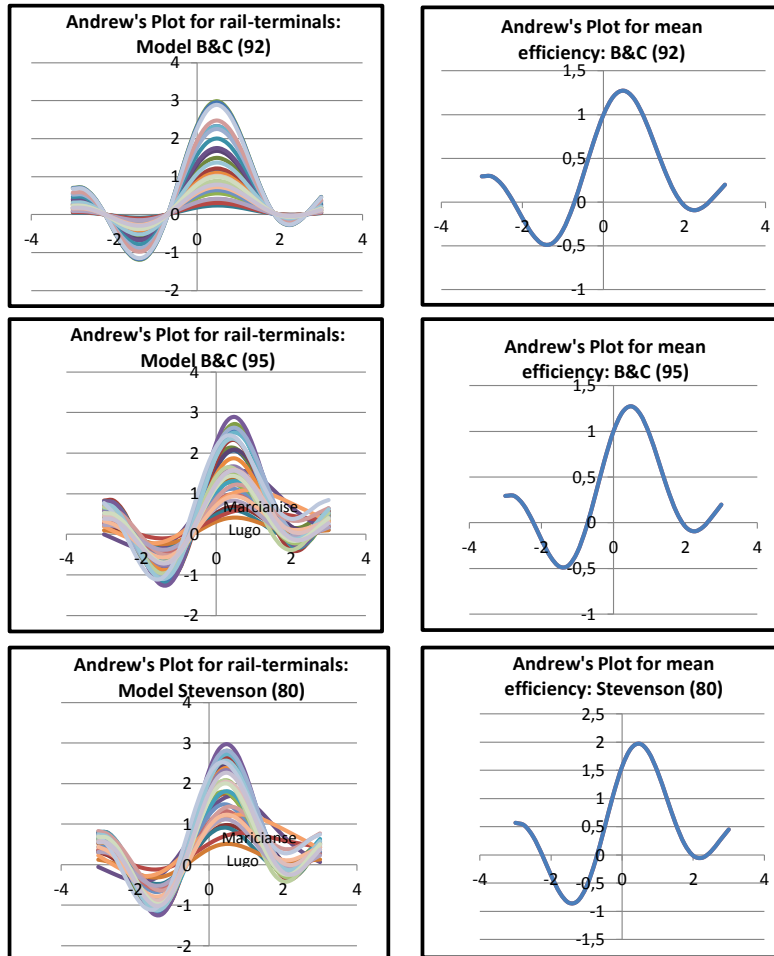 Andrew's Plot for rail-terminals:
Model B&C (92)
4
3
2
1
0
-4 -2 0 2 4
-1
-2
Andrew's Plot for mean
efficiency: B&C (92)
1,5
1
0,5
0
-4 -2 0 2 4
-0,5
-1
Andrew's Plot for rail-terminals:
Model B&C (95)
4
3
2
1
Marcianise
0
Lugo
-4 -2 0 2 4
-1
-2
Andrew's Plot for mean
efficiency: B&C (95)
1,5
1
0,5
0
-4 -2 0 2 4
-0,5
-1
Andrew's Plot for rail-terminals:
Model Stevenson (80)
4
3
2
1
Maricianse
0
Lugo
-4 -2 0 2 4
-1
-2
Andrew's Plot for mean
efficiency: Stevenson (80)
2,5
2
1,5
1
0,5
0
-4 -2 0 2 4
-0,5
-1
-1,5